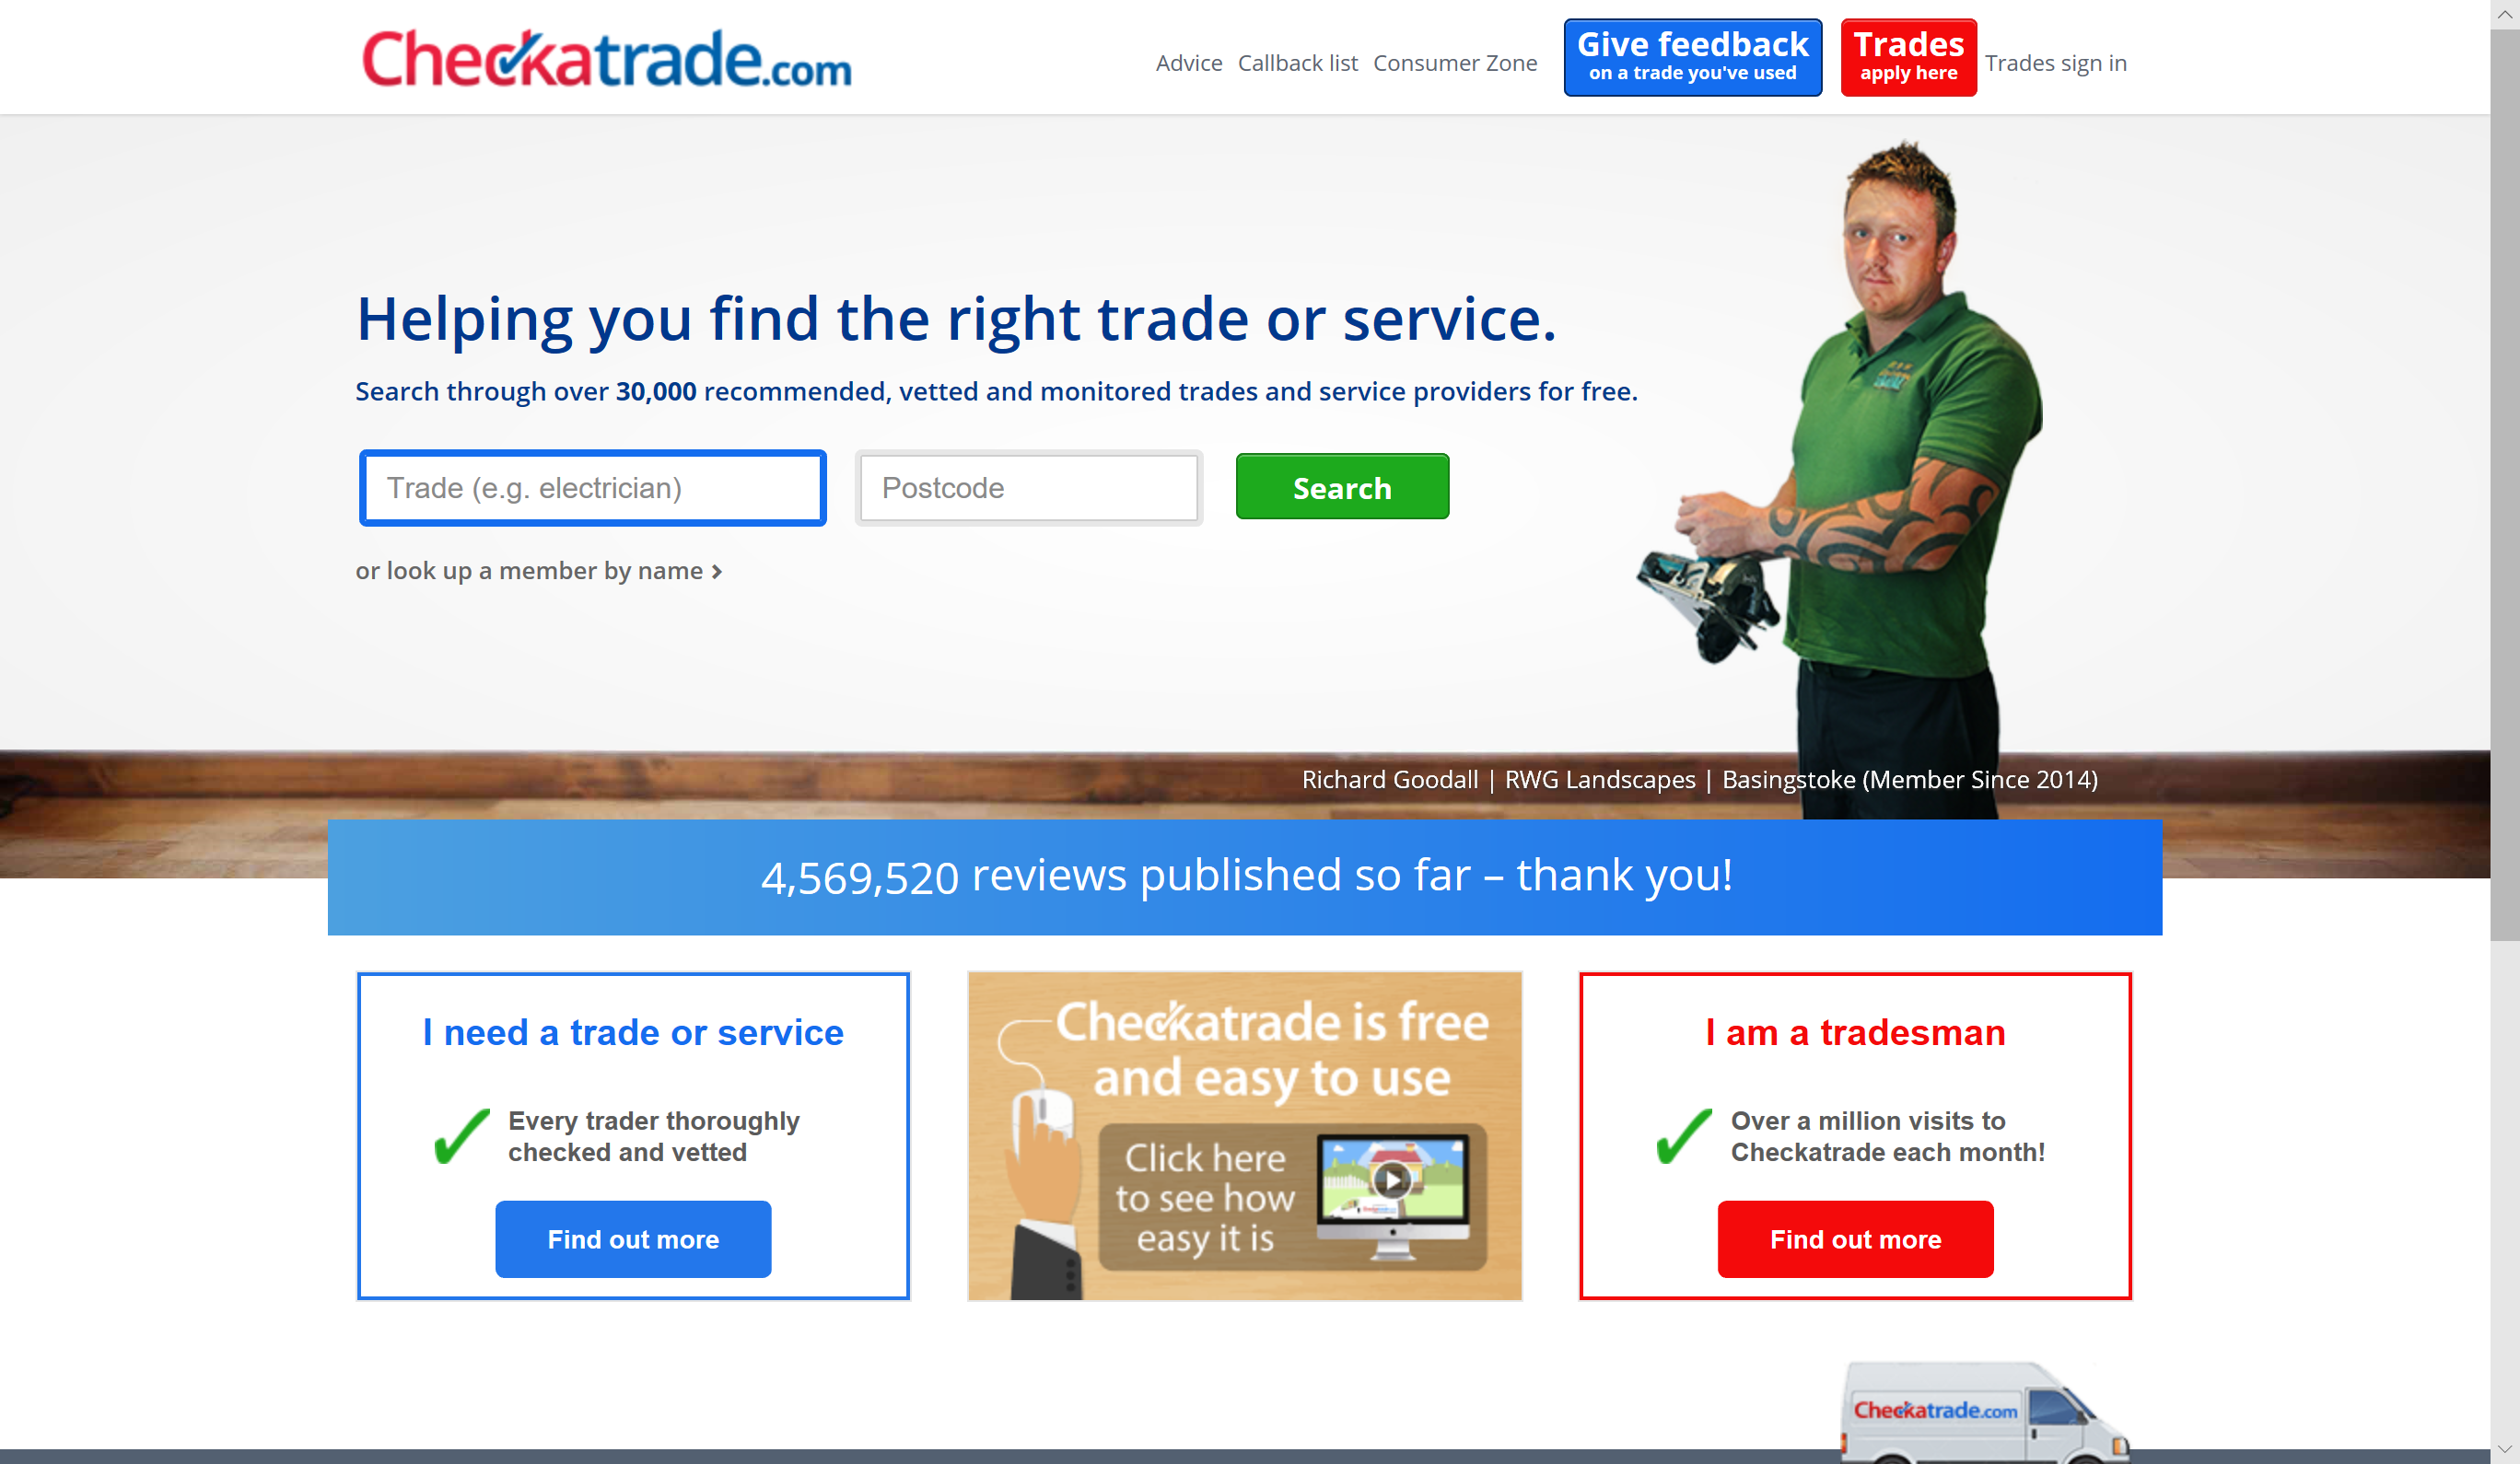 Checkatrade.com
Advice Callback list Consumer Zone
Give feedback
on a trade you've used
Trades
apply here
Trades sign in
Helping you find the right trade or service.
Search through over 30,000 recommended, vetted and monitored trades and service providers for free.
Trade (e.g. electrician)
Postcode
Search
or look up a member by name
Richard Goodall | RWG Landscapes | Basingstoke (Member Since 2014)
4,569,520 reviews published so far – thank you!
I need a trade or service
Every trader thoroughly
checked and vetted
Find out more
Checkatrade is free
and easy to use
Click here
to see how
easy it is
I am a tradesman
Over a million visits to
Checkatrade each month!
Find out more
Checkatrade.com